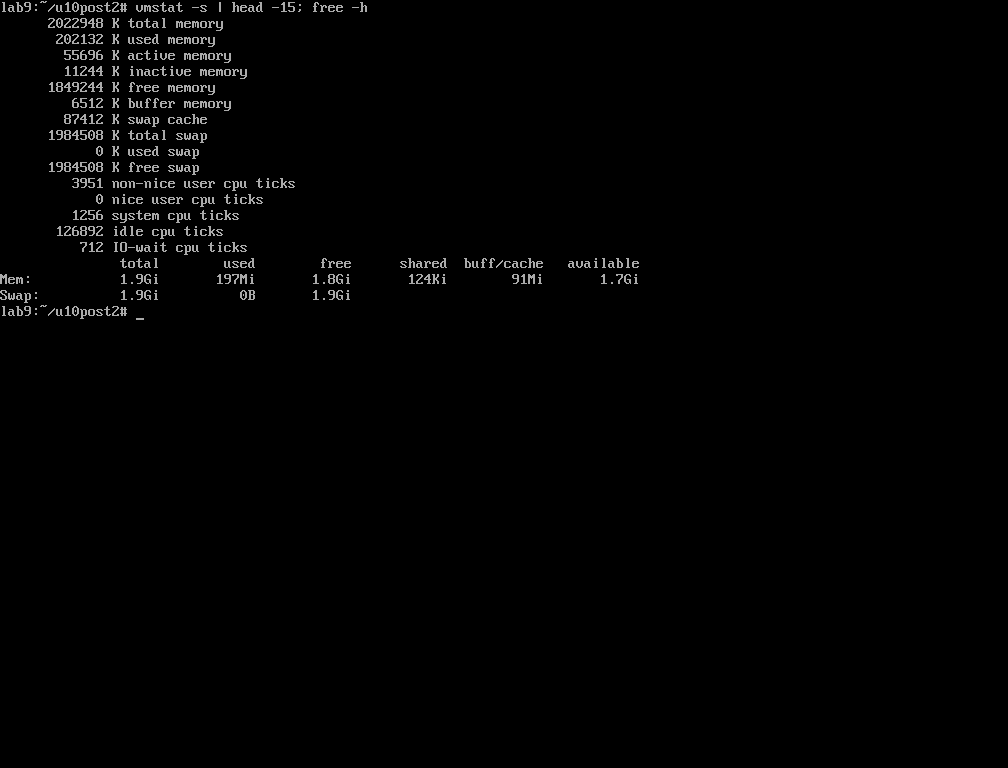 lab9:~/u10post2# vmstat -s | head -15; free -h
      2022948 K total memory
       202132 K used memory
        55696 K active memory
        11244 K inactive memory
      1849244 K free memory
         6512 K buffer memory
        87412 K swap cache
      1984508 K total swap
            0 K used swap
      1984508 K free swap
         3951 non-nice user cpu ticks
            0 nice user cpu ticks
         1256 system cpu ticks
       126892 idle cpu ticks
          712 IO-wait cpu ticks
               total        used        free      shared  buff/cache   available
Mem:           1.9Gi       197Mi       1.8Gi       124Ki        91Mi       1.7Gi
Swap:          1.9Gi          0B       1.9Gi
lab9:~/u10post2# _